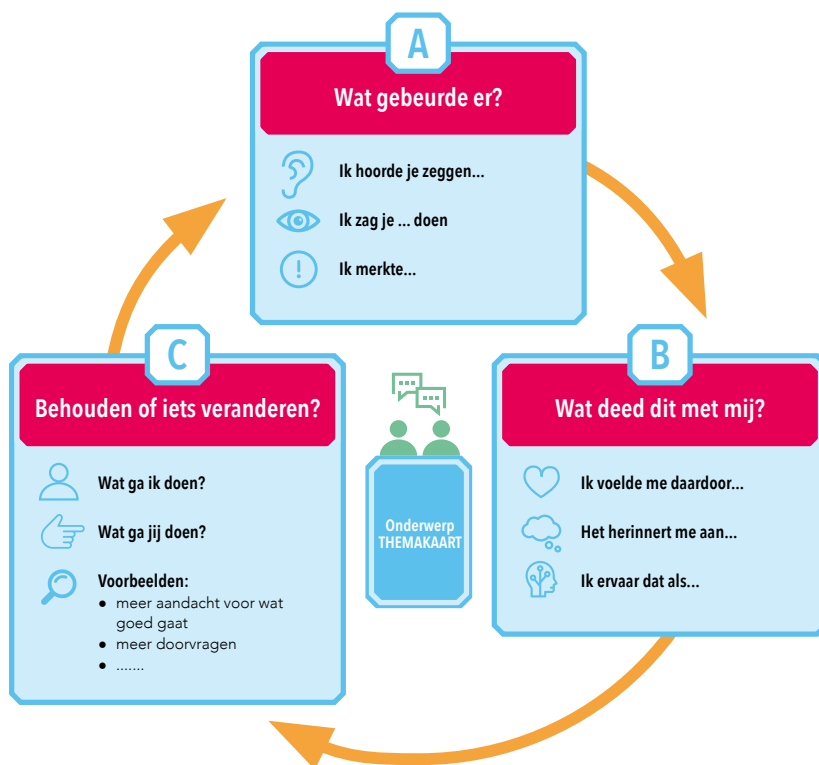 A
Wat gebeurde er?
Ik hoorde je zeggen...
Ik zag je ... doen
Ik merkte...
B
Wat deed dit met mij?
Ik voelde me daardoor...
Het herinnert me aan...
Ik ervaar dat als...
C
Behouden of iets veranderen?
Wat ga ik doen?
Wat ga jij doen?
Voorbeelden:
● meer aandacht voor wat
goed gaat
● meer doorvragen
● .......
Onderwerp
THEMAKAART